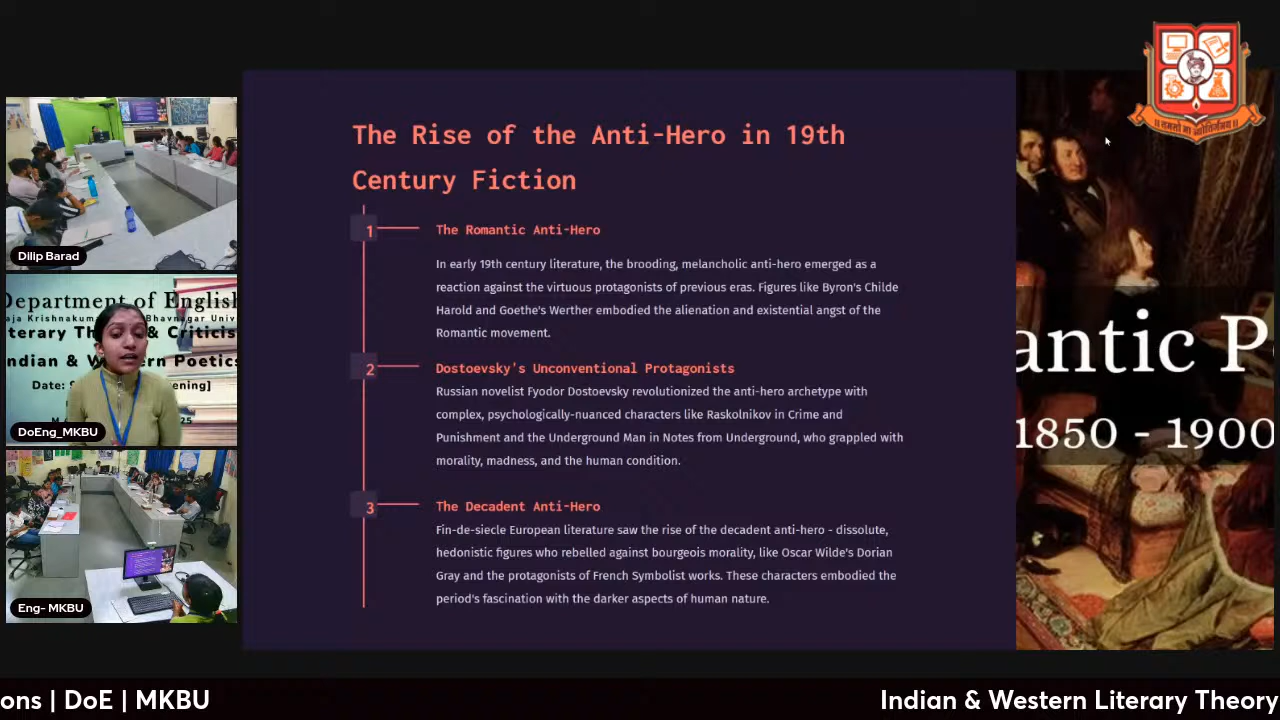 The Rise of the Anti-Hero in 19th
Century Fiction
1
The Romantic Anti-Hero
In early 19th century literature, the brooding, melancholic anti-hero emerged as a
reaction against the virtuous protagonists of previous eras. Figures like Byron's Childe
Harold and Goethe's Werther embodied the alienation and existential angst of the
Romantic movement.
2
Dostoevsky's Unconventional Protagonists
Russian novelist Fyodor Dostoevsky revolutionized the anti-hero archetype with
complex, psychologically-nuanced characters like Raskolnikov in Crime and
Punishment and the Underground Man in Notes from Underground, who grappled with
morality, madness, and the human condition.
3
The Decadent Anti-Hero
Fin-de-siecle European literature saw the rise of the decadent anti-hero - dissolute,
hedonistic figures who rebelled against bourgeois morality, like Oscar Wilde's Dorian
Gray and the protagonists of French Symbolist works. These characters embodied the
period's fascination with the darker aspects of human nature.
antic P
1850 - 1900
Dilip Barad
Department of English
Date:
DoEng_MKBU
Eng- MKBU
ons | DoE | MKBU
Indian & Western Literary Theory